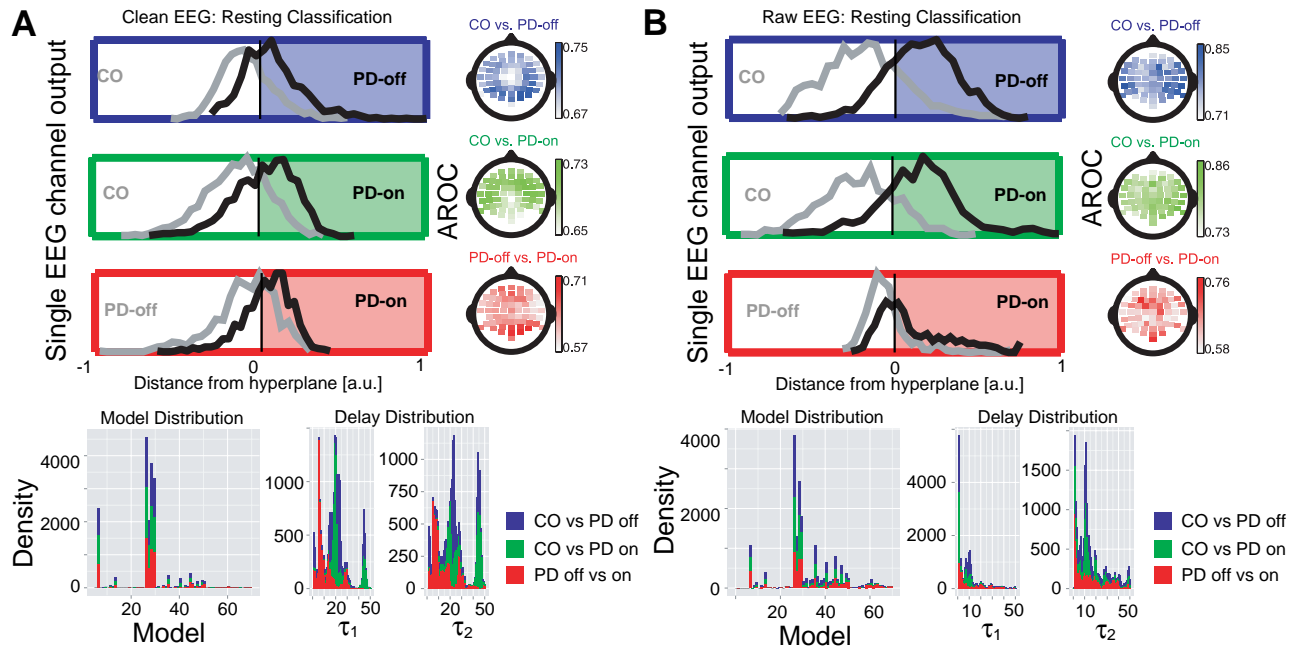 A
Clean EEG: Resting Classification
Single EEG channel output
CO
PD-off
CO
PD-on
PD-off
PD-on
-1
0
1
Distance from hyperplane [a.u.]
CO vs. PD-off
0.75
0.67
CO vs. PD-on
0.73
0.65
PD-off vs. PD-on
0.71
0.57
AROC
Model Distribution
Density
4000
2000
0
20
40
60
Model
Delay Distribution
1000
500
0
20
50
τ1
1000
750
500
250
0
20
50
τ2
CO vs PD off
CO vs PD on
PD off vs on
B
Raw EEG: Resting Classification
Single EEG channel output
CO
PD-off
CO
PD-on
PD-off
PD-on
-1
0
1
Distance from hyperplane [a.u.]
CO vs. PD-off
0.85
0.71
CO vs. PD-on
0.86
0.73
PD-off vs. PD-on
0.76
0.58
AROC
Model Distribution
Density
4000
2000
0
20
40
60
Model
Delay Distribution
4000
2000
0
10
50
τ1
1500
1000
500
0
10
50
τ2
CO vs PD off
CO vs PD on
PD off vs on